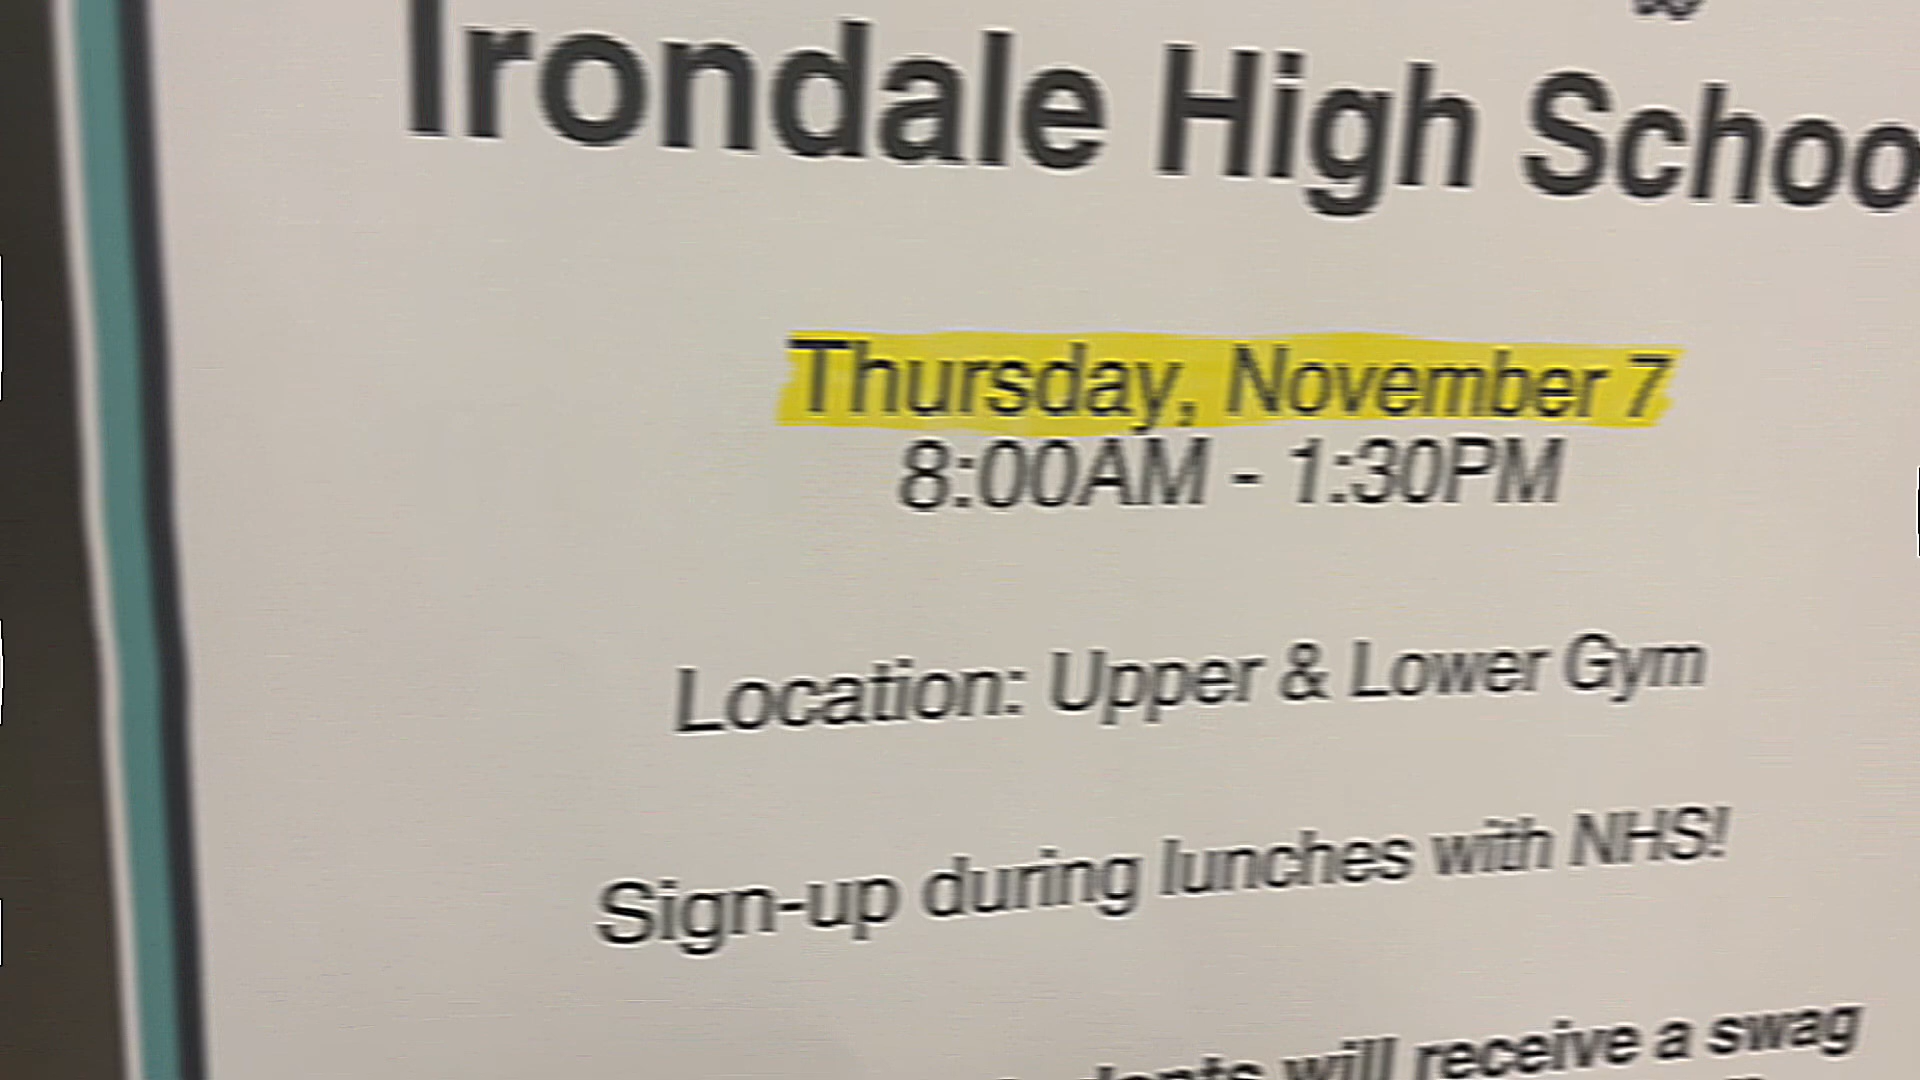 Irondale High Schoo
Thursday, November 7
8:00AM - 1:30PM
Location: Upper & Lower Gym
Sign-up during lunches with NHS!
will receive a swag